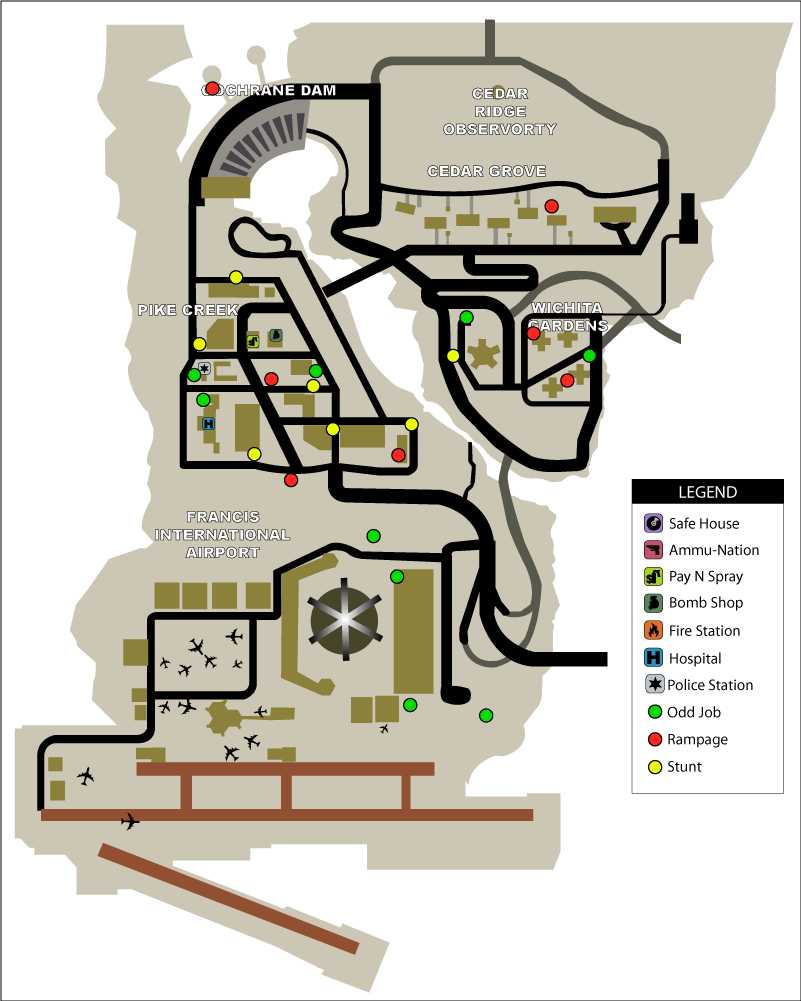 COCHRANE DAM
CEDAR
RIDGE
OBSERVORTY
CEDAR GROVE
PIKE CREEK
WICHITA
GARDENS
H
FRANCIS
INTERNATIONAL
AIRPORT
LEGEND
Safe House
Ammu-Nation
Pay N Spray
Bomb Shop
Fire Station
H Hospital
Police Station
Odd Job
Rampage
Stunt